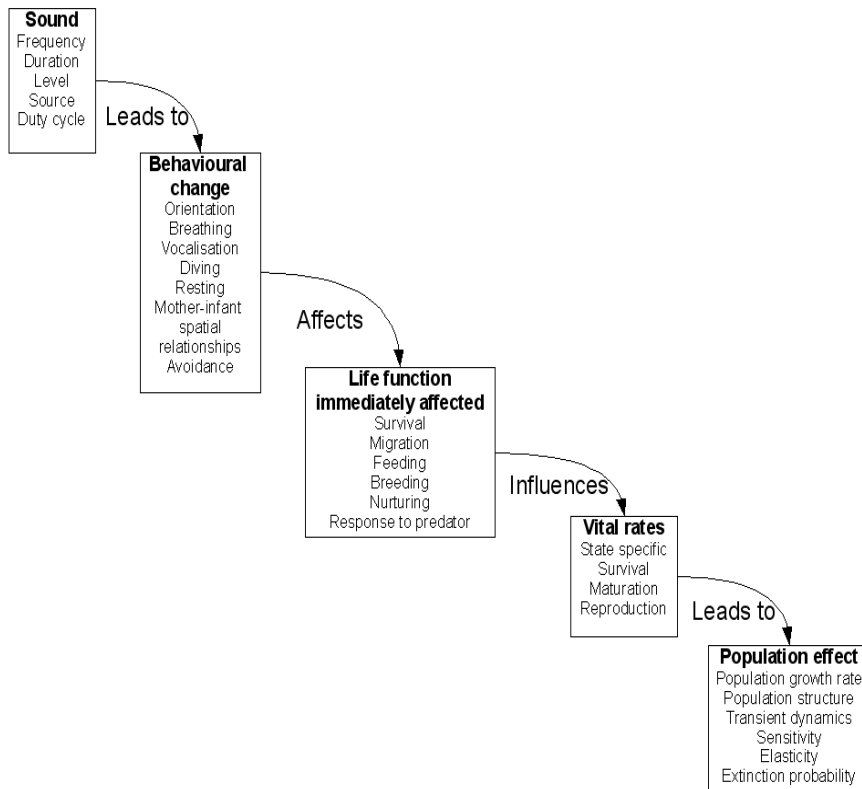 Sound
Frequency
Duration
Level
Source
Duty cycle
Leads to
Behavioural
change
Orientation
Breathing
Vocalisation
Diving
Resting
Mother-infant
spatial
relationships
Avoidance
Affects
Life function
immediately affected
Survival
Migration
Feeding
Breeding
Nurturing
Response to predator
Influences
Vital rates
State specific
Survival
Maturation
Reproduction
Leads to
Population effect
Population growth rate
Population structure
Transient dynamics
Sensitivity
Elasticity
Extinction probability